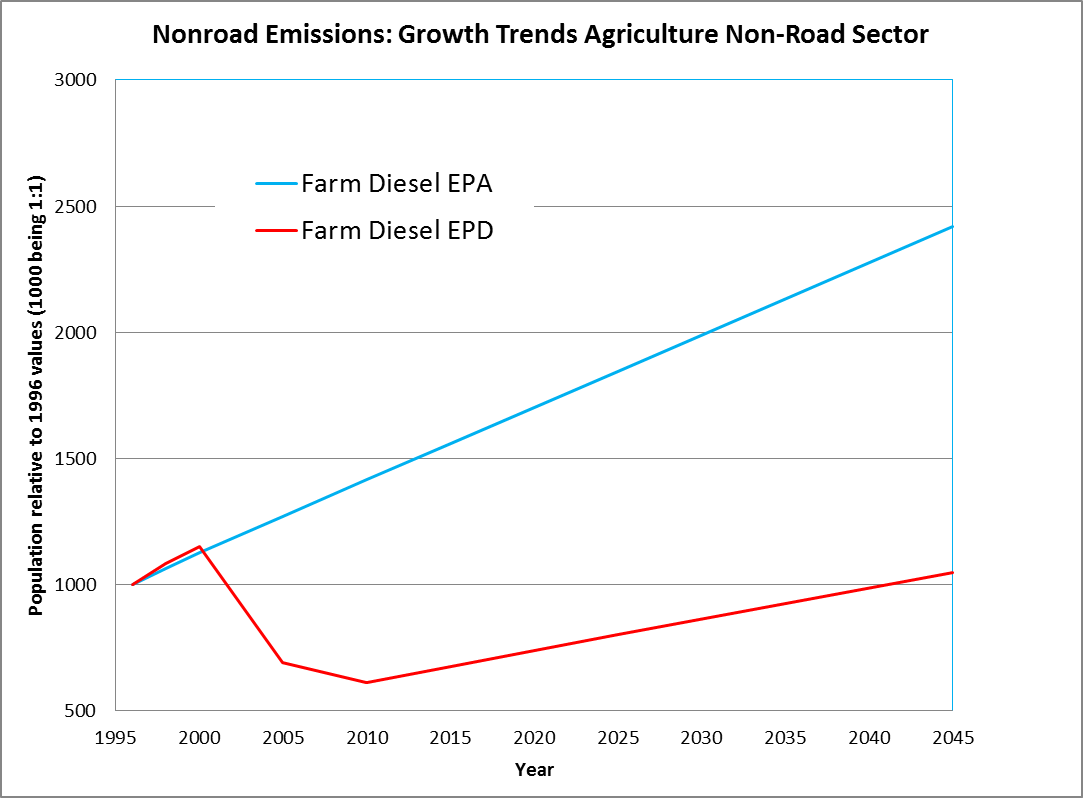 Nonroad Emissions: Growth Trends Agriculture Non-Road Sector
3000
2500
2000
1500
1000
500
Population relative to 1996 values (1000 being 1:1)
Farm Diesel EPA
Farm Diesel EPD
1995 2000 2005 2010 2015 2020 2025 2030 2035 2040 2045
Year